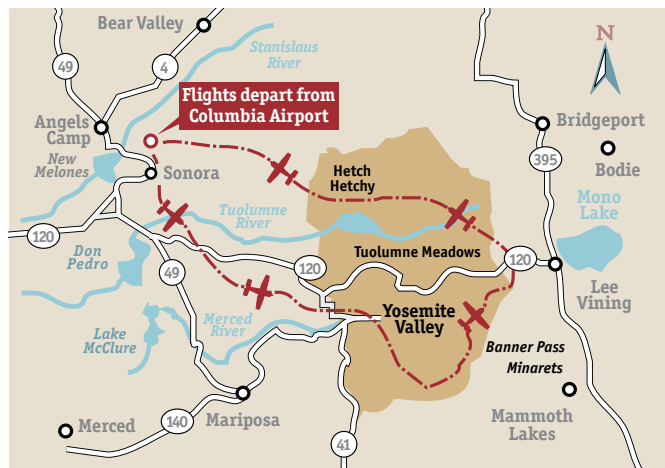 Bear Valley
Stanislaus
River
N
49
4
Flights depart from
Columbia Airport
Angels
Camp
Bridgeport
New
Melones
Sonora
Hetch
Hetchy
395
Bodie
Mono
Lake
Tuolumne
River
120
Don
Pedro
Tuolumne Meadows
120
120
49
Lee
Vining
Merced
River
Yosemite
Valley
Lake
McClure
Banner Pass
Minarets
Mariposa
Mammoth
Lakes
Merced
140
41